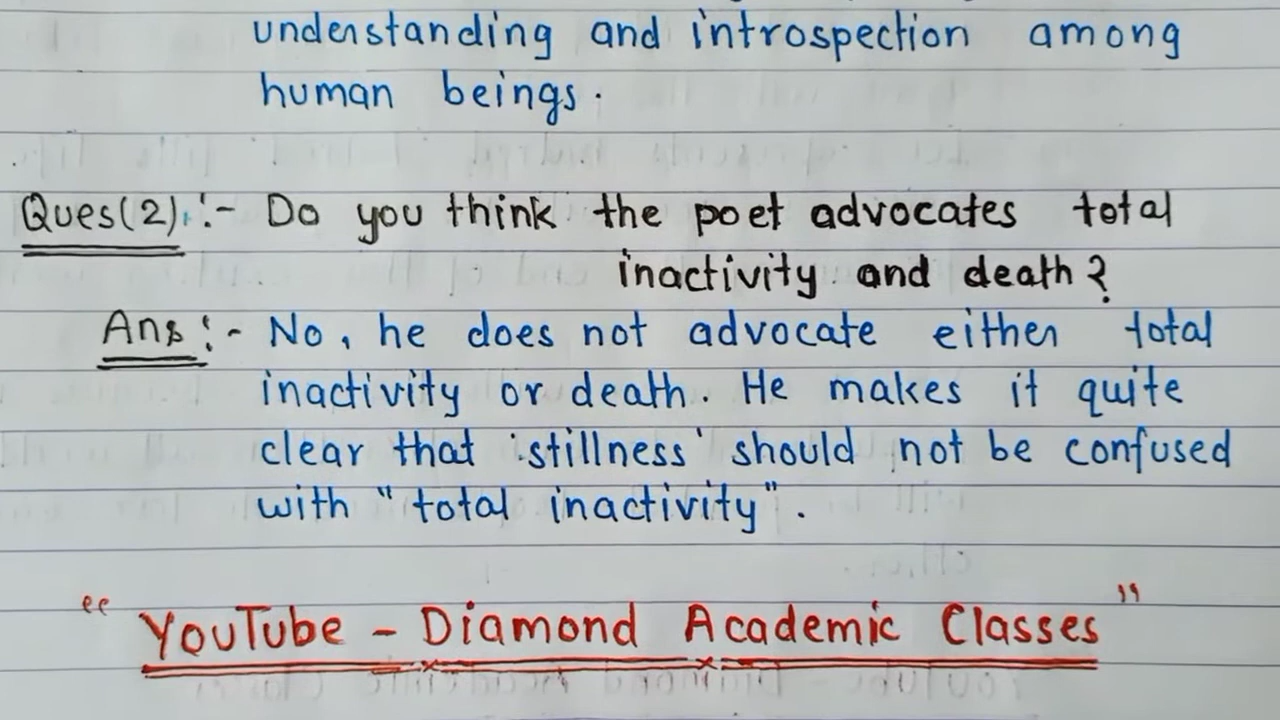 understanding and introspection among
human beings.
Ques(2) :- Do you think the poet advocates total
inactivity and death?
Ans :- No, he does not advocate either total
inactivity or death. He makes it quite
clear that 'stillness' should not be confused
with "total inactivity".
"YouTube - Diamond Academic Classes"